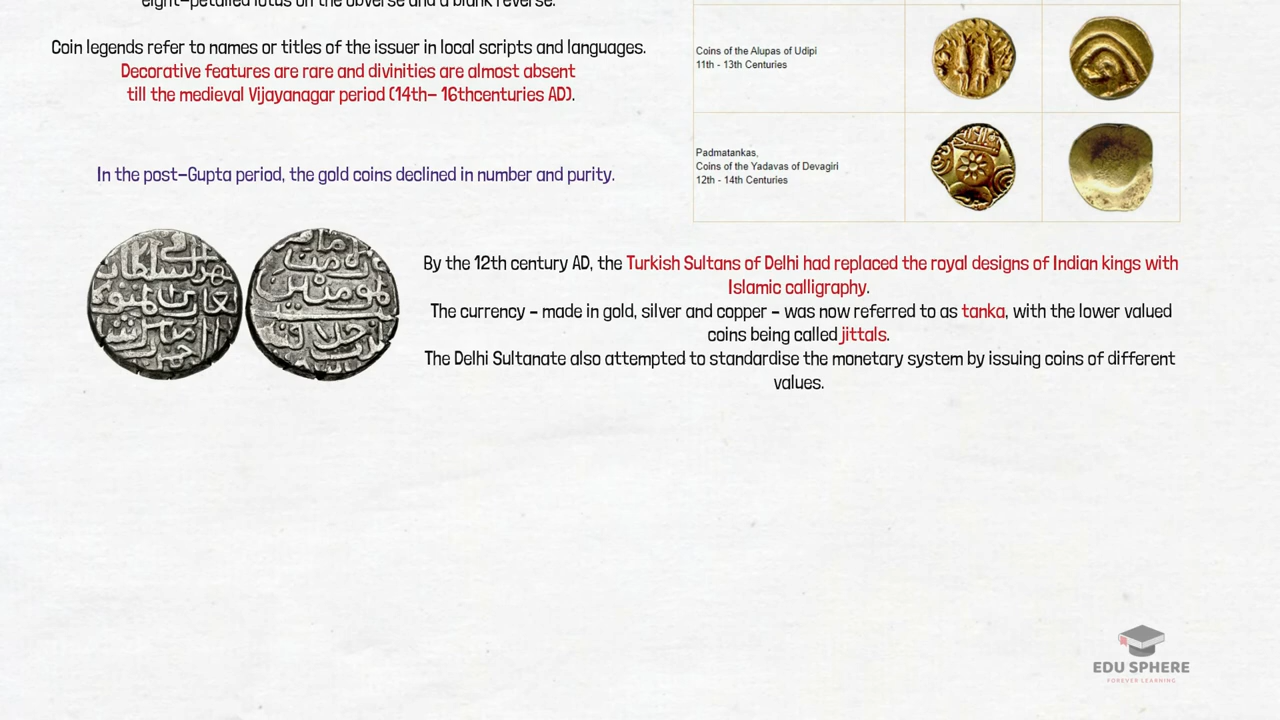 eight-petalled lotus on the obverse and a blank reverse.
Coin legends refer to names or titles of the issuer in local scripts and languages.
Decorative features are rare and divinities are almost absent
till the medieval Vijayanagar period (14th- 16thcenturies AD).
In the post-Gupta period, the gold coins declined in number and purity.
Coins of the Alupas of Udipi
11th - 13th Centuries
Padmatankas,
Coins of the Yadavas of Devagiri
12th - 14th Centuries
By the 12th century AD, the Turkish Sultans of Delhi had replaced the royal designs of Indian kings with
Islamic calligraphy.
The currency - made in gold, silver and copper - was now referred to as tanka, with the lower valued
coins being called jittals.
The Delhi Sultanate also attempted to standardise the monetary system by issuing coins of different
values.
EDU SPHERE
FOREVER LEARNING